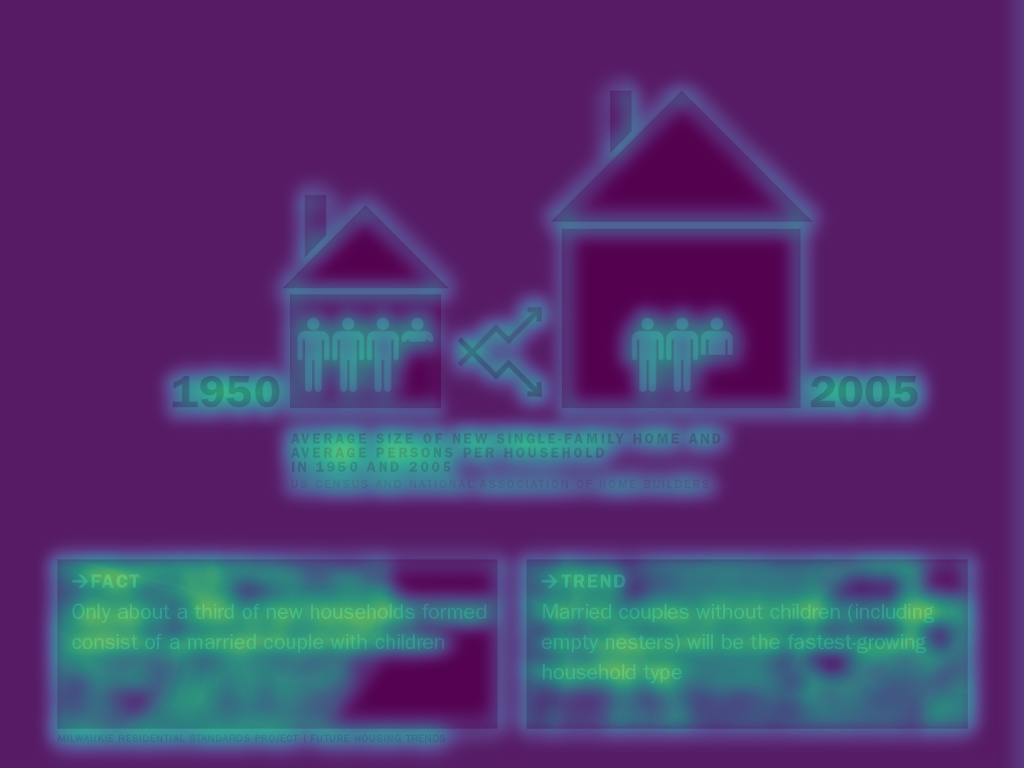 1950
2005
AVERAGE SIZE OF NEW SINGLE-FAMILY HOME AND
AVERAGE PERSONS PER HOUSEHOLD
IN 1950 AND 2005
US CENSUS AND NATIONAL ASSOCIATION OF HOME BUILDERS
→FACT
Only about a third of new households formed
consist of a married couple with children
→TREND
Married couples without children (including
empty nesters) will be the fastest-growing
household type
MILWAUKIE RESIDENTIAL STANDARDS PROJECT | FUTURE HOUSING TRENDS